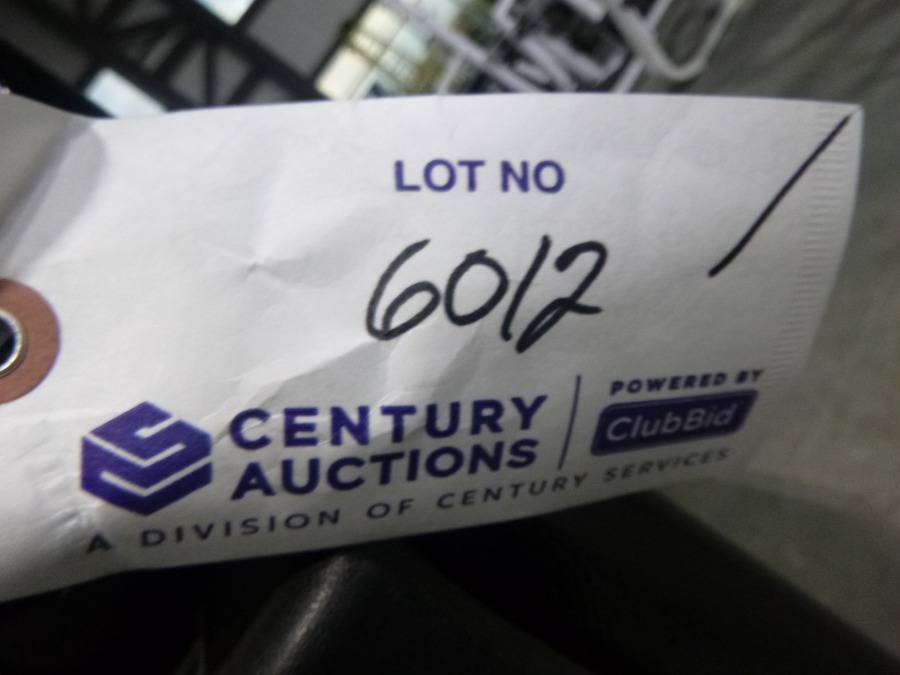 LOT NO
6012
CENTURY
AUCTIONS
POWERED BY
ClubBid
A DIVISION OF CENTURY SERVICES